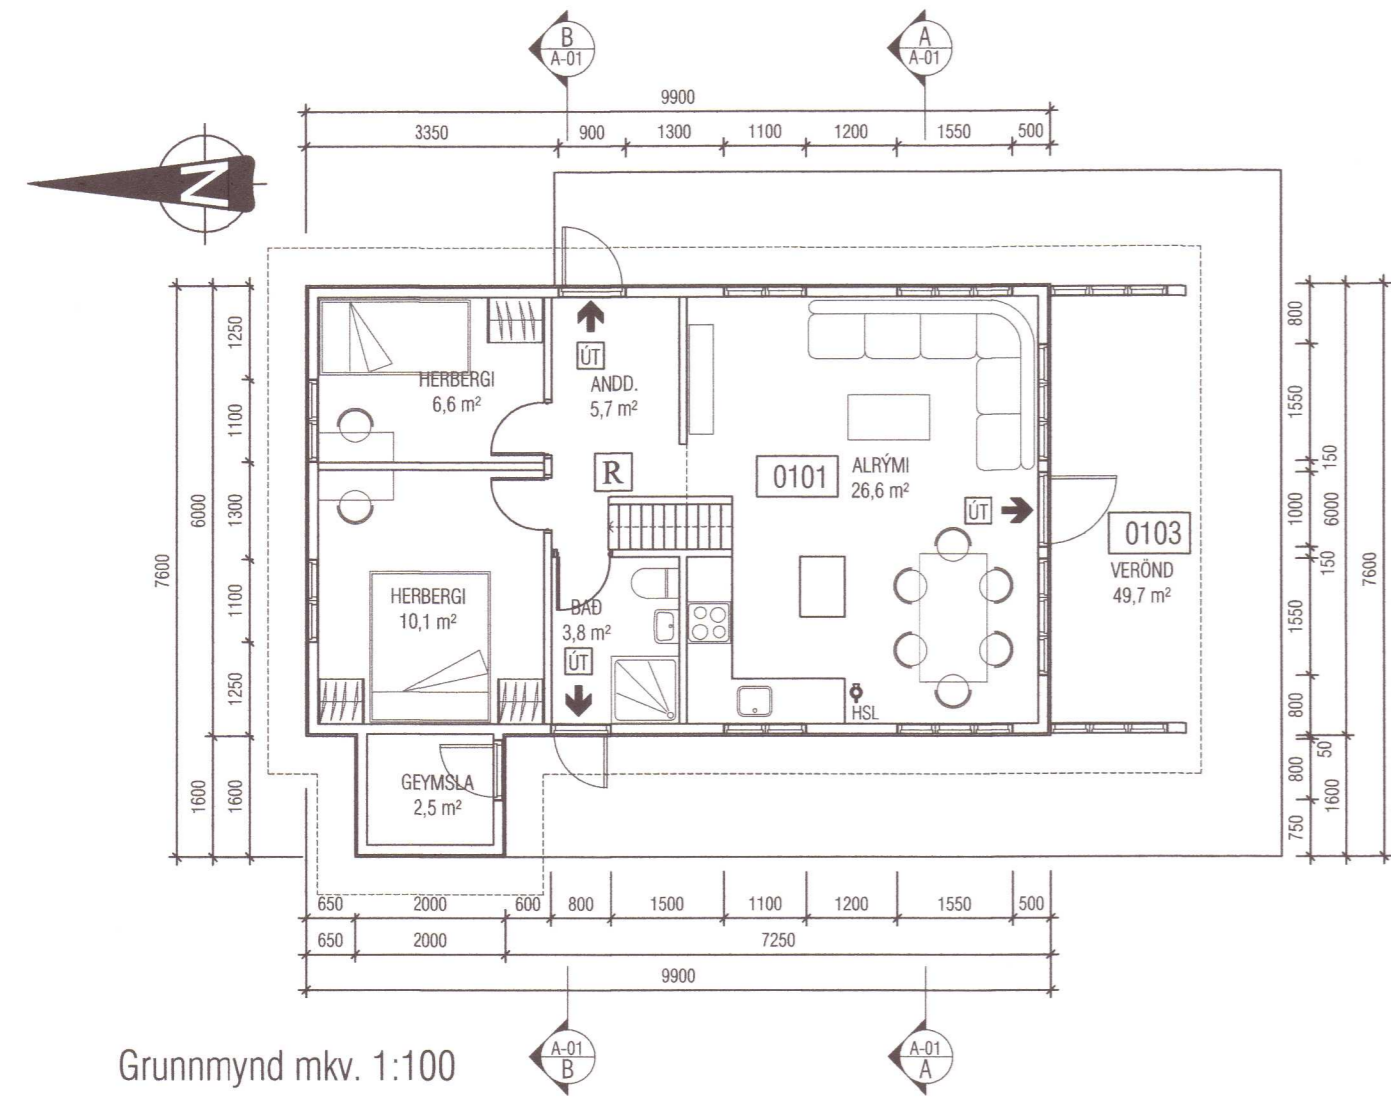 B
A-01
A
A-01
9900
3350 900 1300 1100 1200 1550 500
N
1250
1100
1300
1100
1250
1600
6000
1600
7600
HERBERGI
6,6 m²
ÚT
ANDD.
5,7 m²
R
0101
ALRÝMI
26,6 m²
ÚT
0103
VERÖND
49,7 m²
HERBERGI
10,1 m²
BAÐ
3,8 m²
ÚT
HSL
GEYMSLA
2,5 m²
800
1550
150
1000
150
1550
800
50
800
750
6000
1600
7600
650 2000 600 800 1500 1100 1200 1550 500
650 2000 7250
9900
A-01
B
A-01
A
Grunnmynd mkv. 1:100